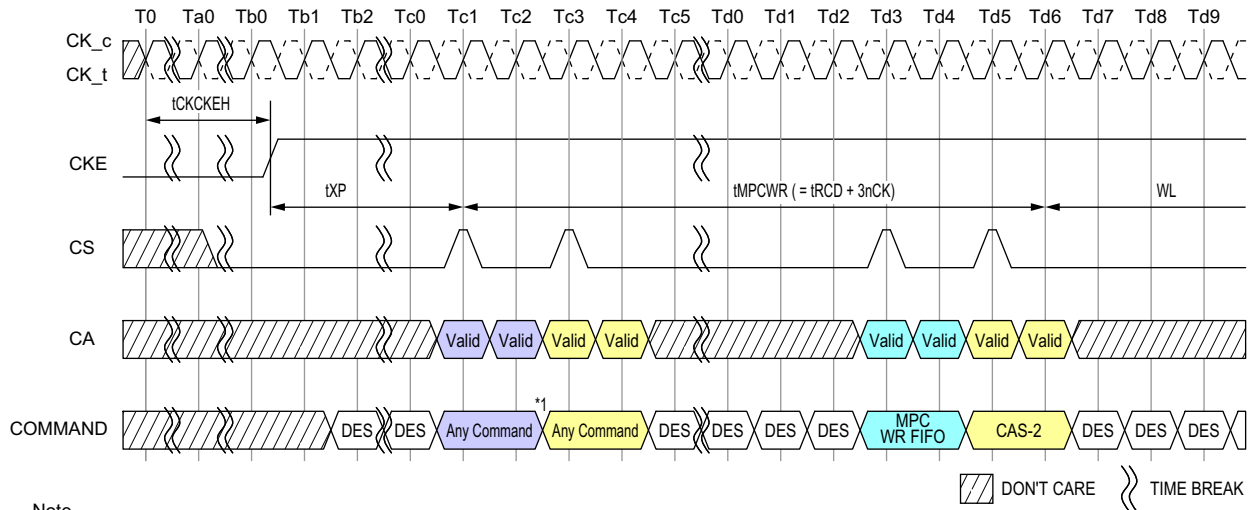 T0 Ta0 Tb0 Tb1 Tb2 Tc0 Tc1 Tc2 Tc3 Tc4 Tc5 Td0 Td1 Td2 Td3 Td4 Td5 Td6 Td7 Td8 Td9
CK_c
CK_t
tCKCKEH
CKE
tXP tMPCWR ( = tRCD + 3nCK) WL
CS
CA Valid Valid Valid Valid Valid Valid Valid Valid
*1
COMMAND DES DES Any Command Any Command DES DES DES DES MPC WR FIFO CAS-2 DES DES DES
DON'T CARE TIME BREAK